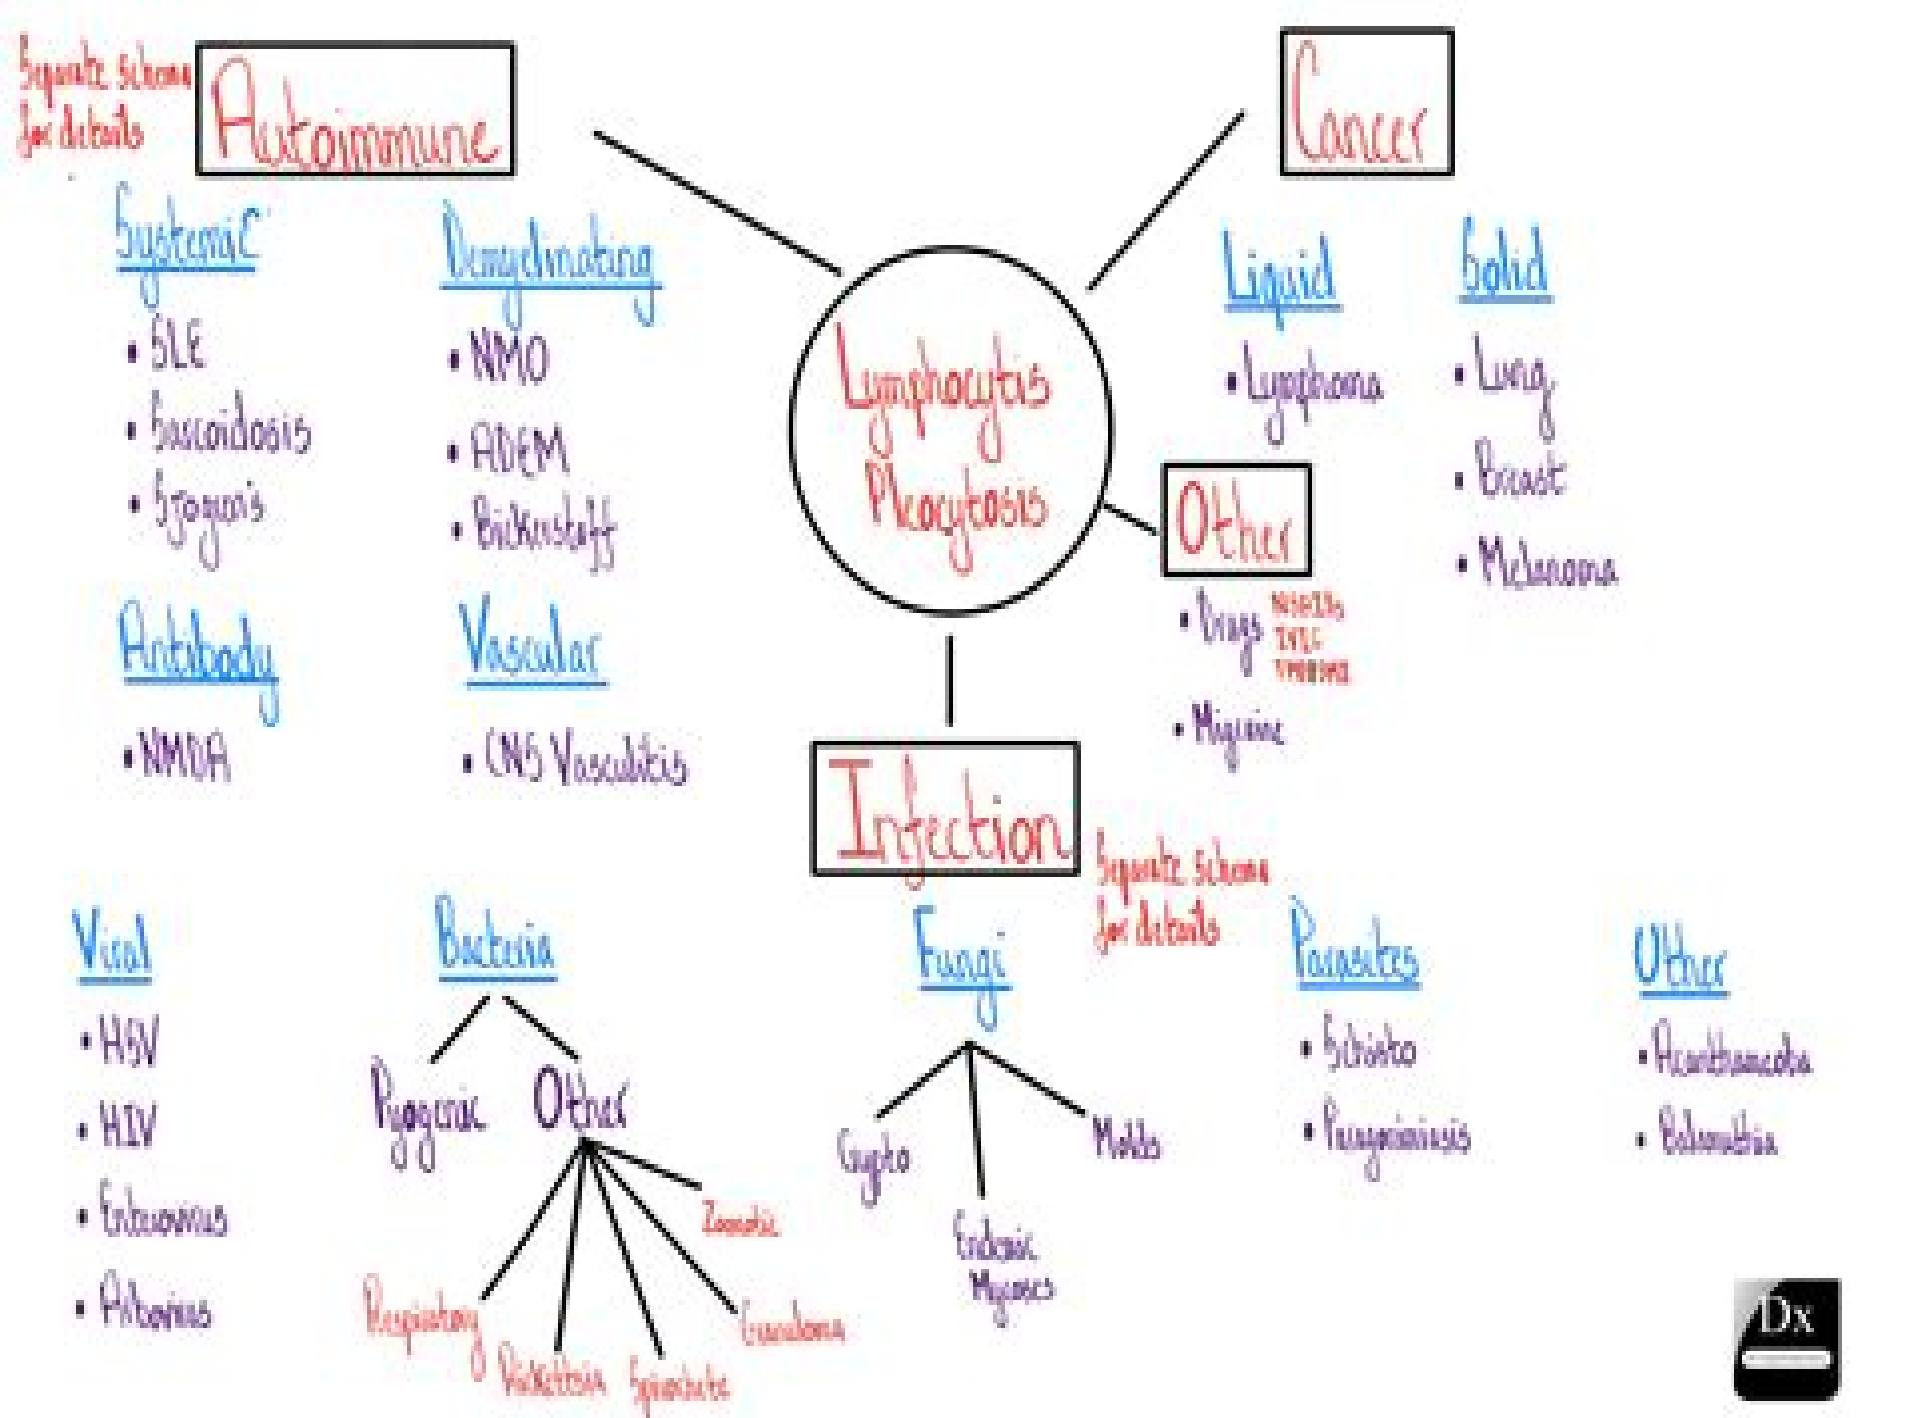 Separate schema
for details
Autoimmune
Systemic
• SLE
• Sarcoidosis
• Sjogren's
Demyelinating
• NMO
• ADEM
• Bickerstaff
Antibody
• NMDA
Vascular
• CNS Vasculitis
Lymphocytis
Pleocytosis
Cancer
Liquid
• Lymphoma
Solid
• Lung
• Breast
• Melanoma
Other
• Drugs
NSAIDs
IVIG
• Migraine
Infection
Separate schema
for details
Viral
• HSV
• HIV
• Enterovirus
• Arbovirus
Bacteria
Pyogenic
Other
Respiratory
Rickettsia
Spirochete
Zoonotic
Fungi
Crypto
Endemic
Mycoses
Molds
Parasites
• Schisto
• Paragonimiasis
Other
• Acanthamoeba
• Balamuthia
Dx